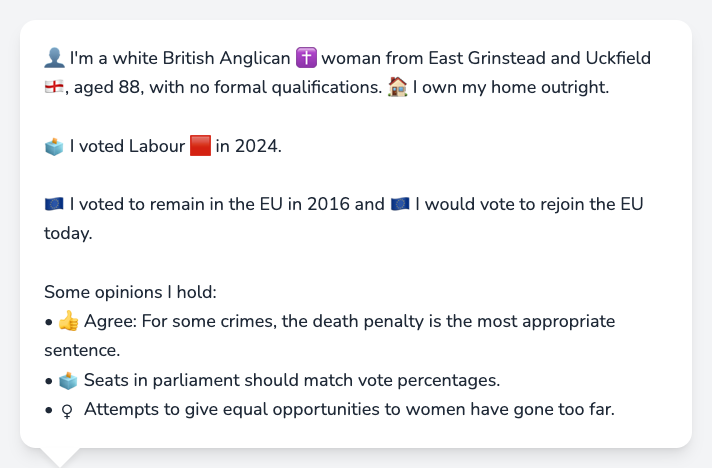 👤 I'm a white British Anglican ✝️ woman from East Grinstead and Uckfield
🏴󠁧󠁢󠁥󠁮󠁧󠁿, aged 88, with no formal qualifications. 🏠 I own my home outright.
🗳️ I voted Labour 🟥 in 2024.
🇪🇺 I voted to remain in the EU in 2016 and 🇪🇺 I would vote to rejoin the EU
today.
Some opinions I hold:
• 👍 Agree: For some crimes, the death penalty is the most appropriate
sentence.
• 🗳️ Seats in parliament should match vote percentages.
• ♀ Attempts to give equal opportunities to women have gone too far.